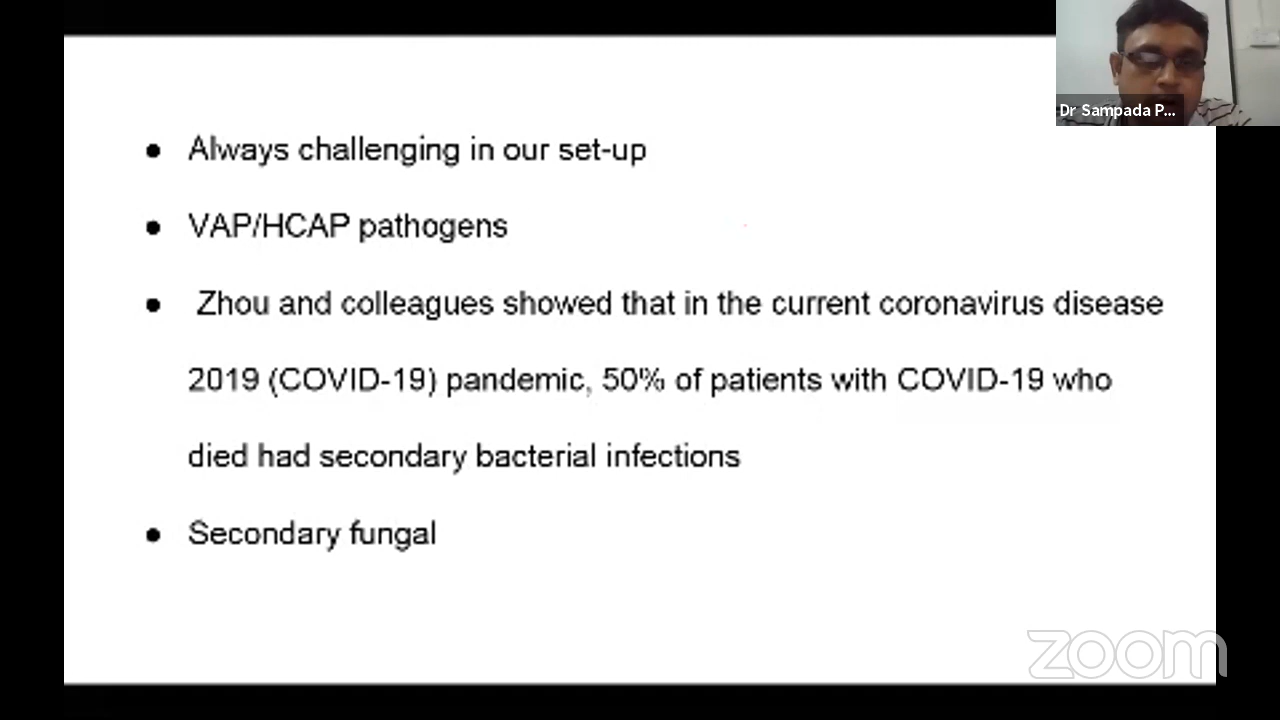 Dr Sampada P...
● Always challenging in our set-up
● VAP/HCAP pathogens
● Zhou and colleagues showed that in the current coronavirus disease
2019 (COVID-19) pandemic, 50% of patients with COVID-19 who
died had secondary bacterial infections
● Secondary fungal
zoom